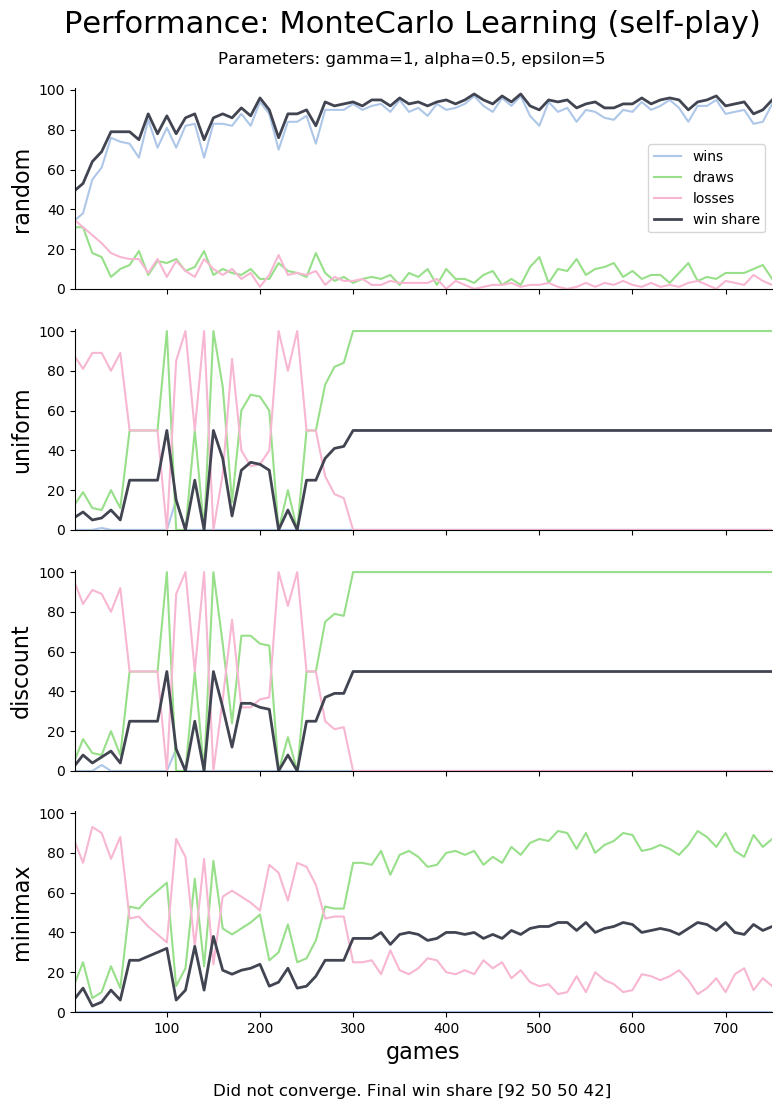 Performance: MonteCarlo Learning (self-play)
Parameters: gamma=1, alpha=0.5, epsilon=5
100
80
60
40
20
0
random
wins
draws
losses
win share
100
80
60
40
20
0
uniform
100
80
60
40
20
0
discount
100
80
60
40
20
0
minimax
100 200 300 400 500 600 700
games
Did not converge. Final win share [92 50 50 42]